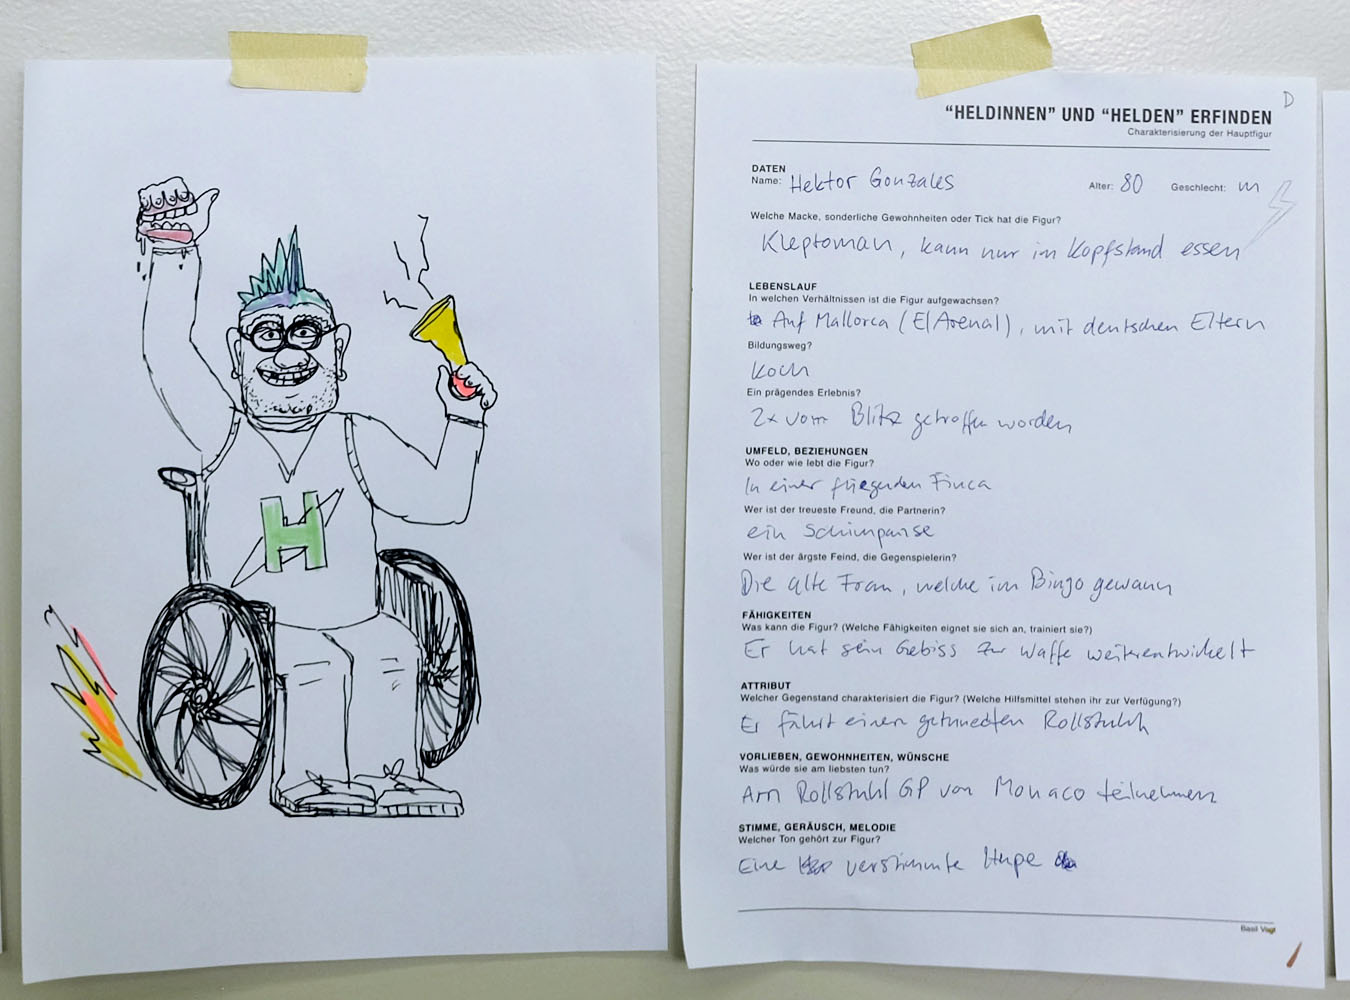 H
D
"HELDINNEN" UND "HELDEN" ERFINDEN
Charakterisierung der Hauptfigur
DATEN
Name: Hektor Gonzales Alter: 80 Geschlecht: m
Welche Macke, sonderliche Gewohnheiten oder Tick hat die Figur?
Kleptoman, kann nur im Kopfstand essen
LEBENSLAUF
In welchen Verhältnissen ist die Figur aufgewachsen?
Auf Mallorca (El Arenal), mit deutschen Eltern
Bildungsweg?
Koch
Ein prägendes Erlebnis?
2x vom Blitz getroffen worden
UMFELD, BEZIEHUNGEN
Wo oder wie lebt die Figur?
In einer fliegenden Finca
Wer ist der treueste Freund, die Partnerin?
ein Schimpanse
Wer ist der ärgste Feind, die Gegenspielerin?
Die alte Frau, welche im Bingo gewann
FÄHIGKEITEN
Was kann die Figur? (Welche Fähigkeiten eignet sie sich an, trainiert sie?)
Er hat sein Gebiss zur Waffe weiterentwickelt
ATTRIBUT
Welcher Gegenstand charakterisiert die Figur? (Welche Hilfsmittel stehen ihr zur Verfügung?)
Er fährt einen getunedten Rollstuhl
VORLIEBEN, GEWOHNHEITEN, WÜNSCHE
Was würde sie am liebsten tun?
Am Rollstuhl GP von Monaco teilnehmen
STIMME, GERÄUSCH, MELODIE
Welcher Ton gehört zur Figur?
Eine verstimmte Hupe
Basil Vogt